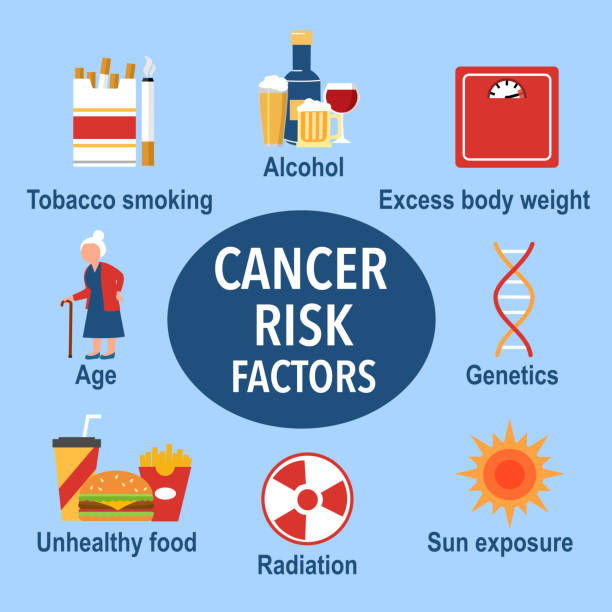 Alcohol
Tobacco smoking
Excess body weight
CANCER
RISK
FACTORS
Age
Genetics
Unhealthy food
Radiation
Sun exposure